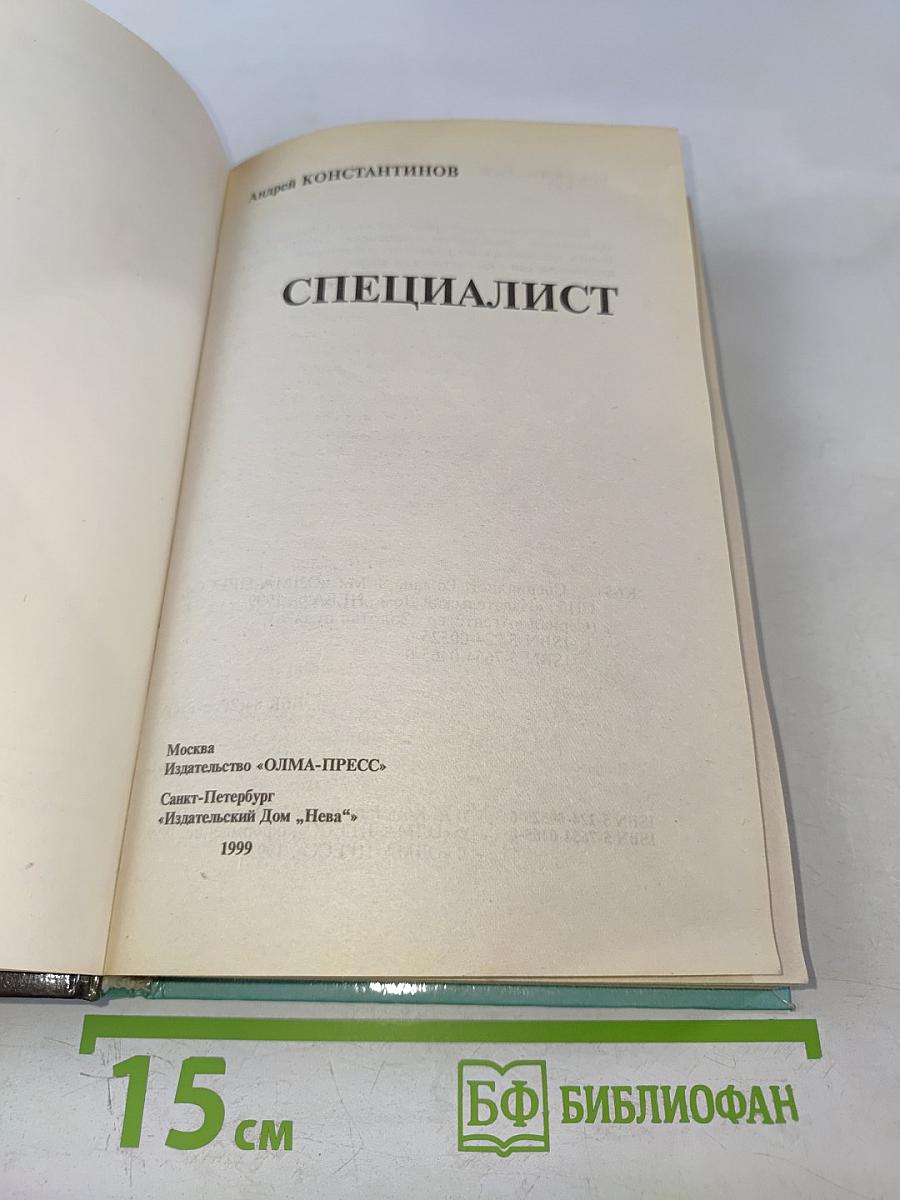 Андрей КОНСТАНТИНОВ
СПЕЦИАЛИСТ
Москва
Издательство «ОЛМА-ПРЕСС»
Санкт-Петербург
«Издательский Дом „Нева“»
1999
15 см
БФ БИБЛИОФАН